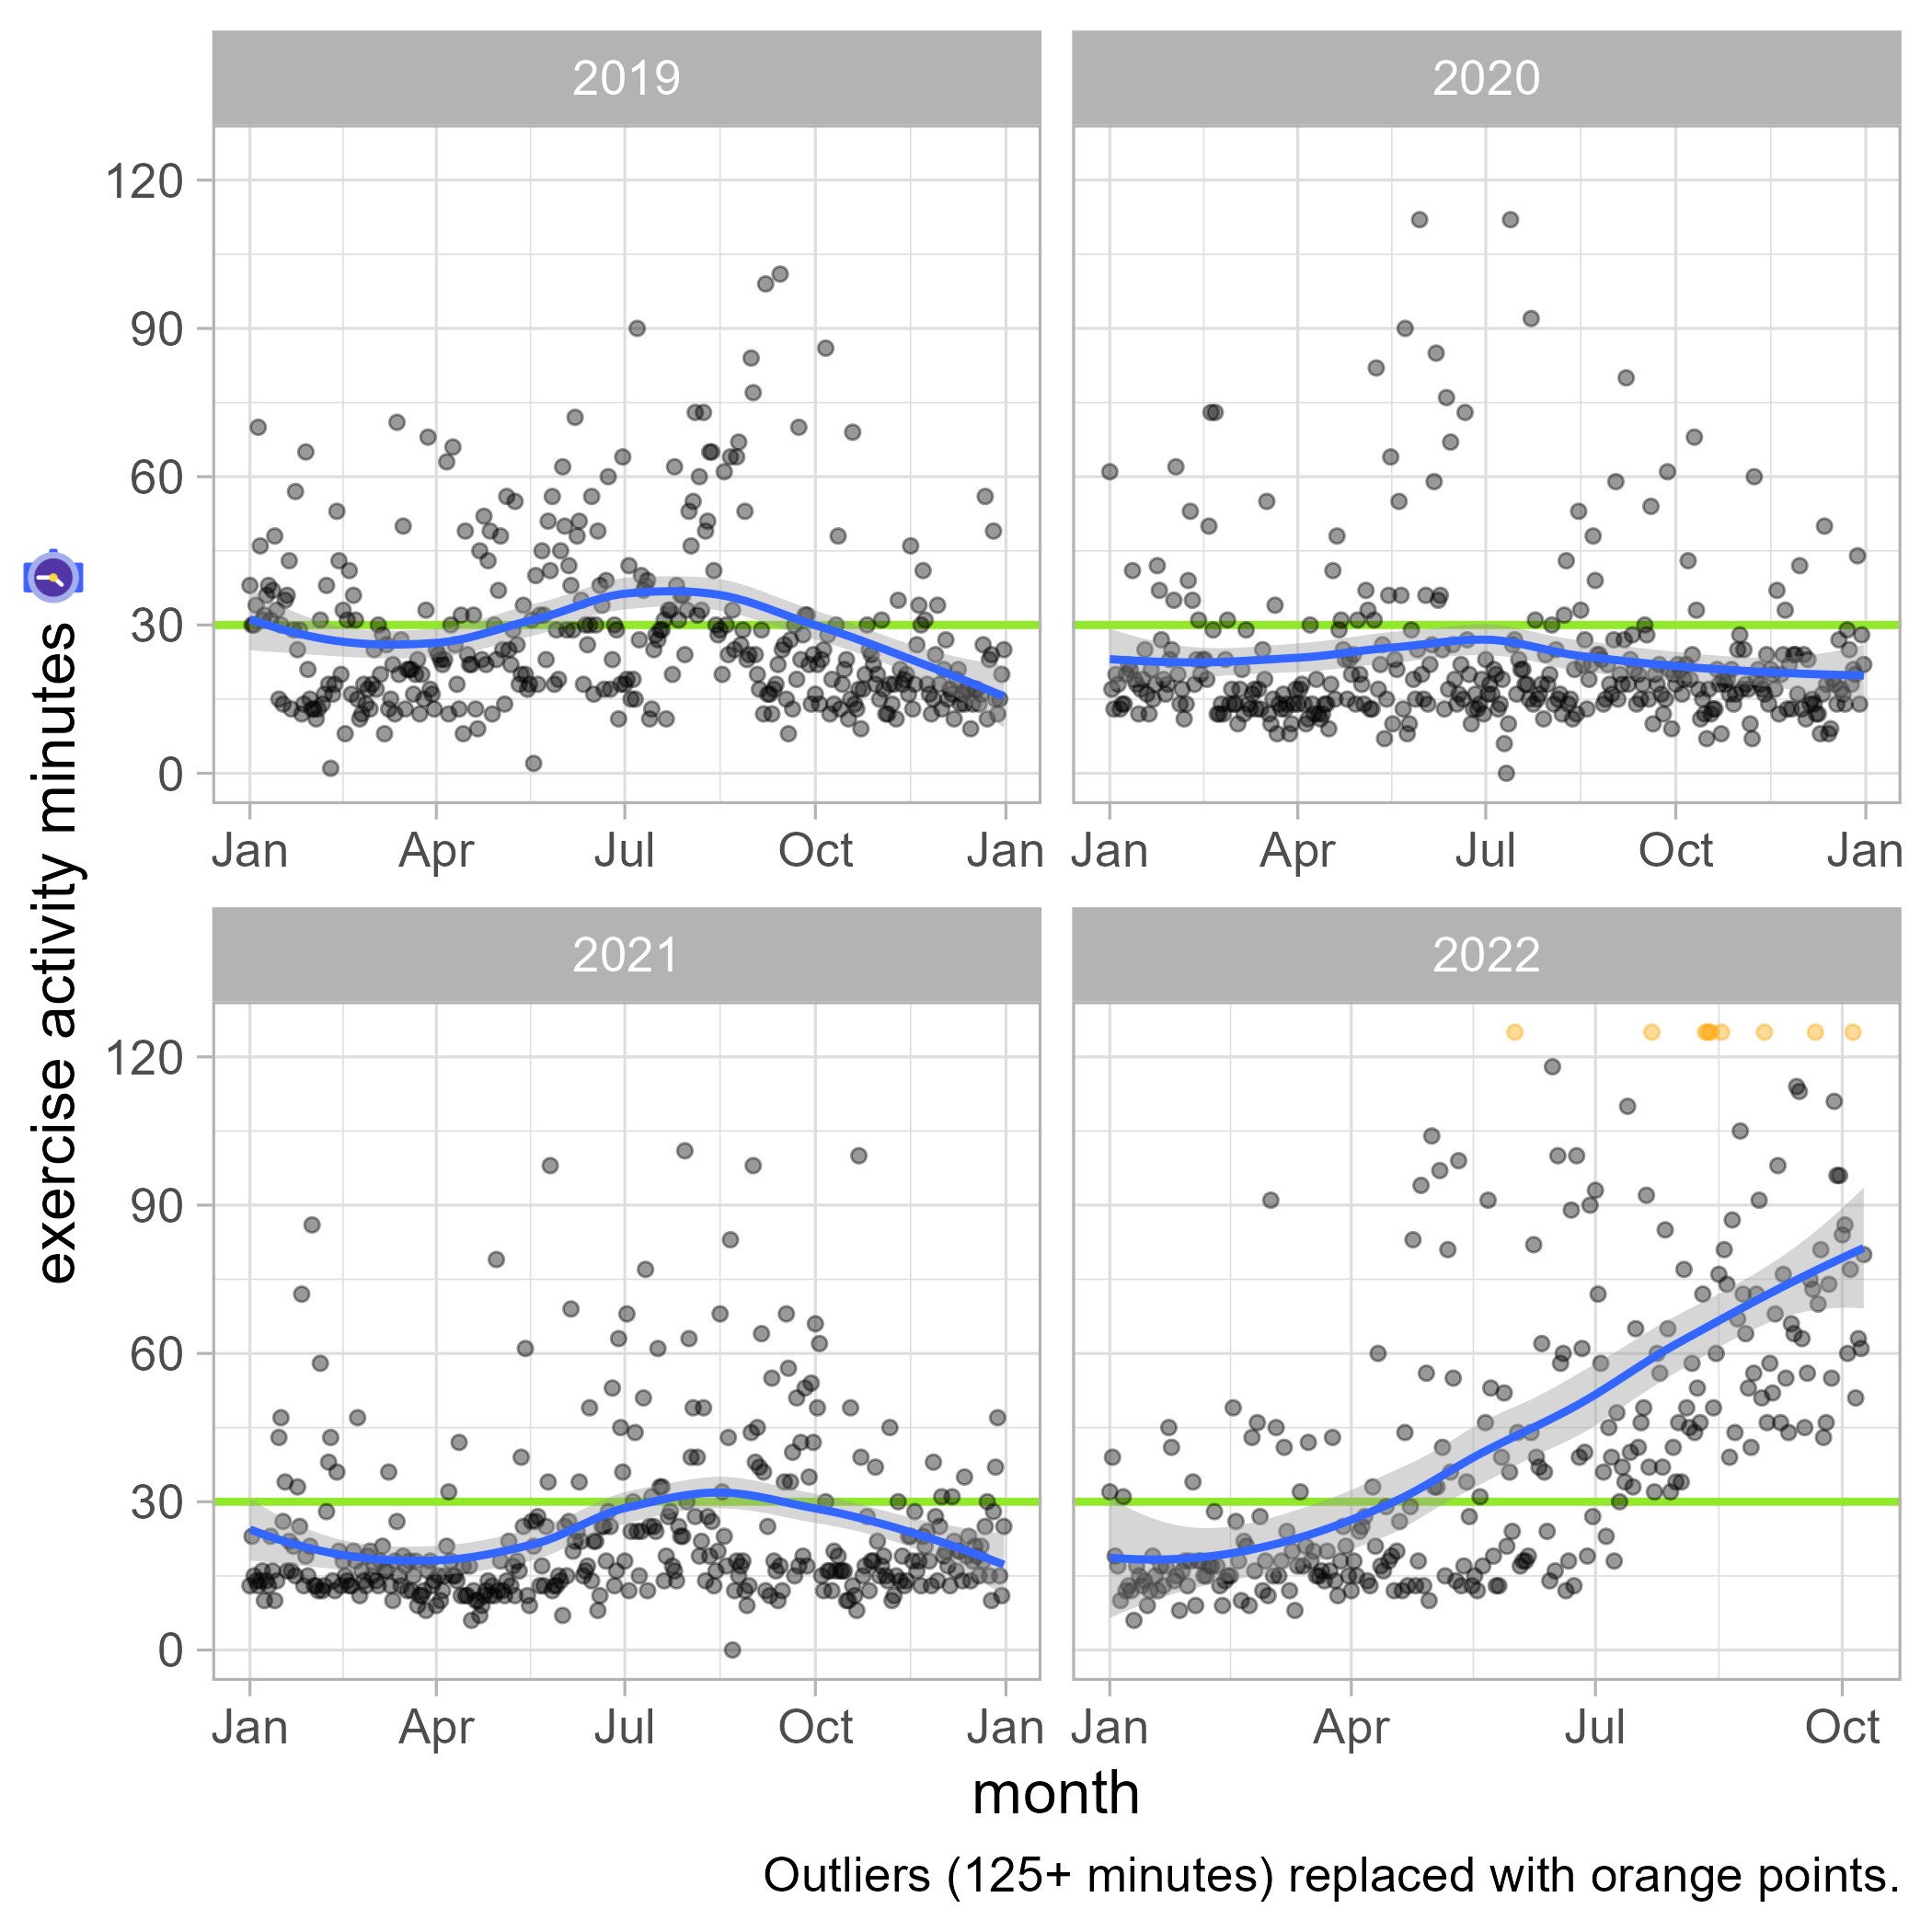 2019
2020
120
90
60
30
0
Jan Apr Jul Oct Jan
Jan Apr Jul Oct Jan
exercise activity minutes
2021
2022
120
90
60
30
0
Jan Apr Jul Oct Jan
Jan Apr Jul Oct
month
Outliers (125+ minutes) replaced with orange points.